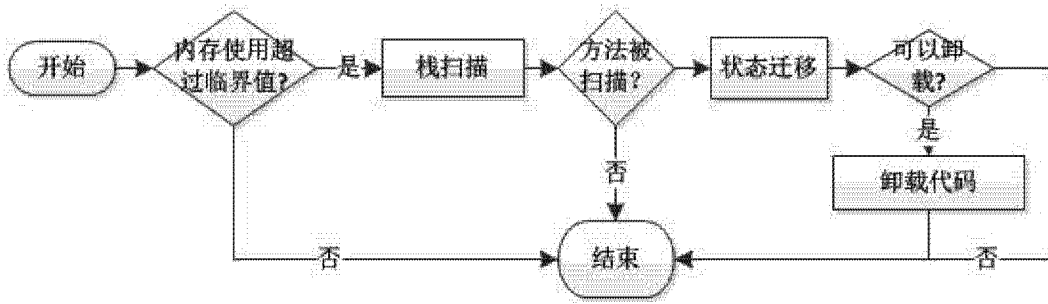 开始
内存使用超
过临界值?
是
栈扫描
方法被
扫描?
状态迁移
可以卸
载?
是
卸载代码
否
结束
否
否